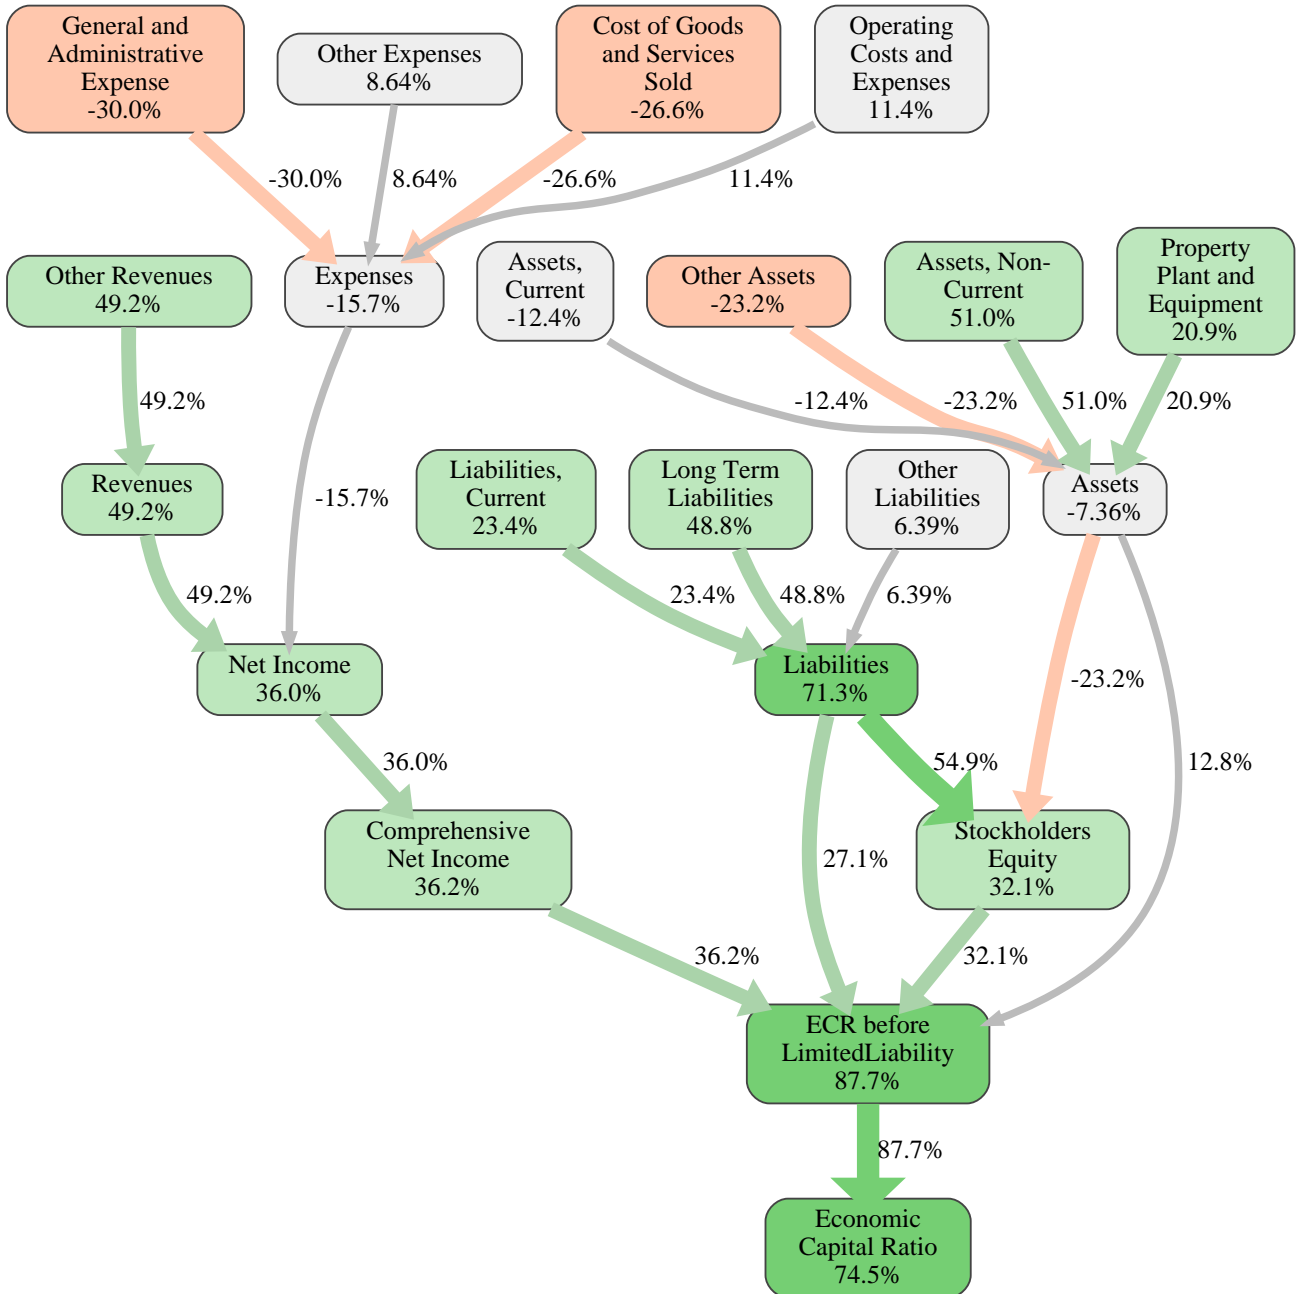 General and
Administrative
Expense
-30.0%
Other Expenses
8.64%
Cost of Goods
and Services
Sold
-26.6%
Operating
Costs and
Expenses
11.4%
-30.0%
8.64%
-26.6%
11.4%
Other Revenues
49.2%
Expenses
-15.7%
Assets,
Current
-12.4%
Other Assets
-23.2%
Assets, Non-
Current
51.0%
Property
Plant and
Equipment
20.9%
49.2%
-12.4%
-23.2%
51.0%
20.9%
Revenues
49.2%
-15.7%
Liabilities,
Current
23.4%
Long Term
Liabilities
48.8%
Other
Liabilities
6.39%
Assets
-7.36%
49.2%
23.4%
48.8%
6.39%
Net Income
36.0%
Liabilities
71.3%
-23.2%
36.0%
54.9%
12.8%
Comprehensive
Net Income
36.2%
27.1%
Stockholders
Equity
32.1%
36.2%
32.1%
ECR before
LimitedLiability
87.7%
87.7%
Economic
Capital Ratio
74.5%